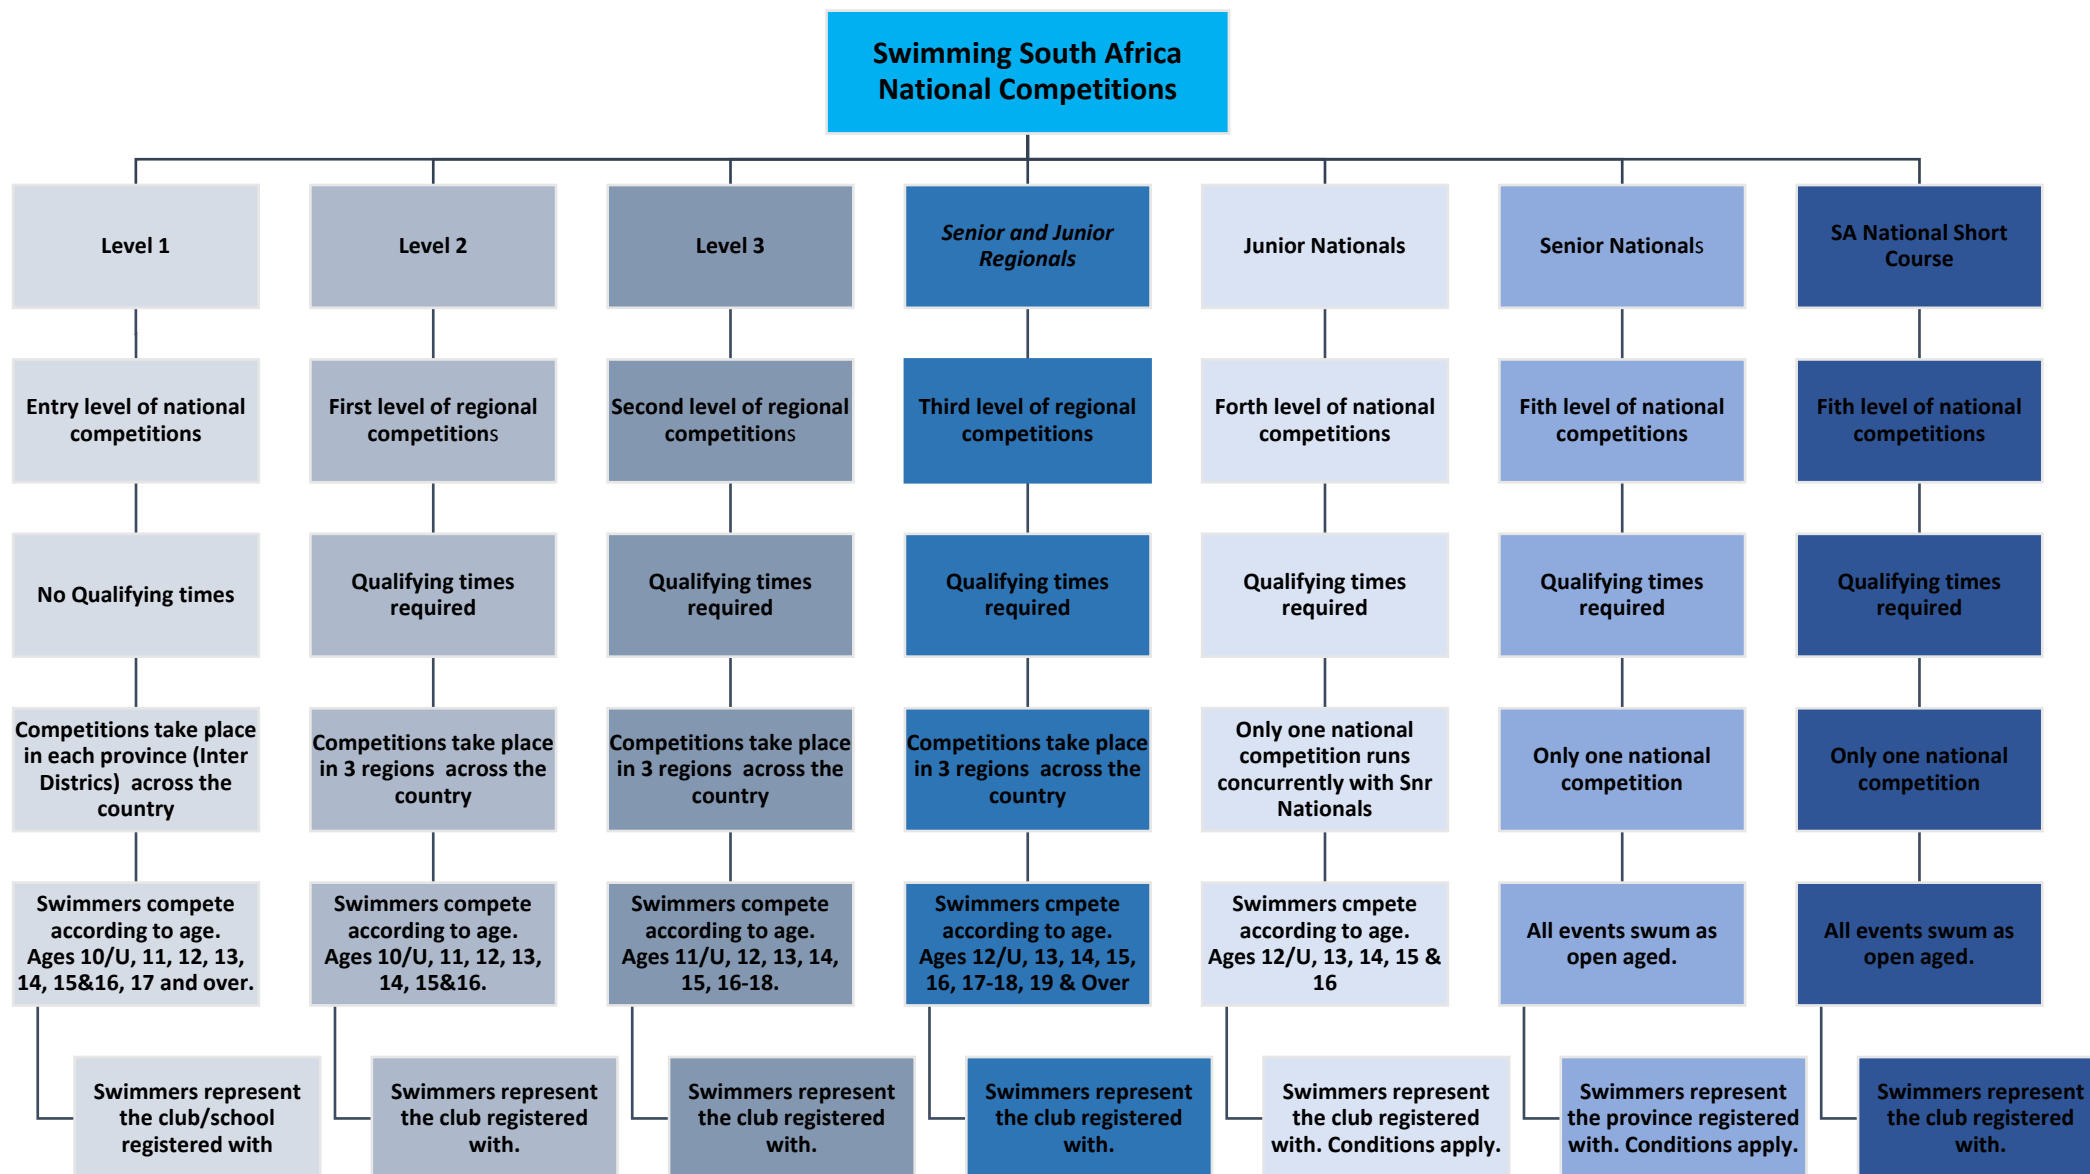 Swimming South Africa
National Competitions
Level 1
Level 2
Level 3
Senior and Junior
Regionals
Junior Nationals
Senior Nationals
SA National Short
Course
Entry level of national
competitions
First level of regional
competitions
Second level of regional
competitions
Third level of regional
competitions
Forth level of national
competitions
Fith level of national
competitions
Fith level of national
competitions
No Qualifying times
Qualifying times
required
Qualifying times
required
Qualifying times
required
Qualifying times
required
Qualifying times
required
Qualifying times
required
Competitions take place
in each province (Inter
Districs) across the
country
Competitions take place
in 3 regions across the
country
Competitions take place
in 3 regions across the
country
Competitions take place
in 3 regions across the
country
Only one national
competition runs
concurrently with Snr
Nationals
Only one national
competition
Only one national
competition
Swimmers compete
according to age.
Ages 10/U, 11, 12, 13,
14, 15&16, 17 and over.
Swimmers compete
according to age.
Ages 10/U, 11, 12, 13,
14, 15&16.
Swimmers compete
according to age.
Ages 11/U, 12, 13, 14,
15, 16-18.
Swimmers cmpete
according to age.
Ages 12/U, 13, 14, 15,
16, 17-18, 19 & Over
Swimmers cmpete
according to age.
Ages 12/U, 13, 14, 15 &
16
All events swum as
open aged.
All events swum as
open aged.
Swimmers represent
the club/school
registered with
Swimmers represent
the club registered
with.
Swimmers represent
the club registered
with.
Swimmers represent
the club registered
with.
Swimmers represent
the club registered
with. Conditions apply.
Swimmers represent
the province registered
with. Conditions apply.
Swimmers represent
the club registered
with.